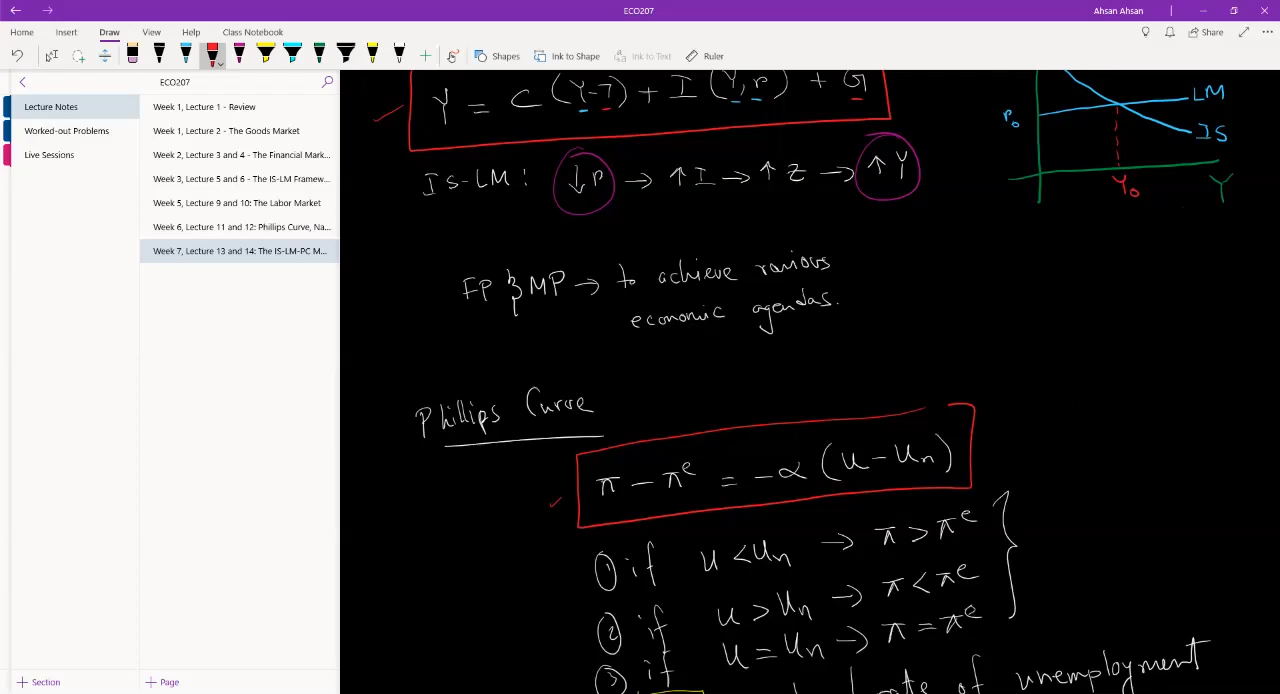 ECO207
Ahsan Ahsan
Home Insert Draw View Help Class Notebook
Share
Shapes Ink to Shape Ink to Text Ruler
ECO207
Lecture Notes
Worked-out Problems
Live Sessions
Week 1, Lecture 1 - Review
Week 1, Lecture 2 - The Goods Market
Week 2, Lecture 3 and 4 - The Financial Mark...
Week 3, Lecture 5 and 6 - The IS-LM Framew...
Week 5, Lecture 9 and 10: The Labor Market
Week 6, Lecture 11 and 12: Phillips Curve, Na...
Week 7, Lecture 13 and 14: The IS-LM-PC M...
Section
Page
Y = C (Y-T) + I (Y, r) + G
IS-LM: ↓ r → ↑ I → ↑ Z → ↑ Y
r₀ LM
IS
Y₀ Y
FP & MP → to achieve various
economic agendas.
Phillips Curve
π - πᵉ = -α (u - uₙ)
① if u < uₙ → π > πᵉ
② if u > uₙ → π < πᵉ
③ if u = uₙ → π = πᵉ
rate of unemployment